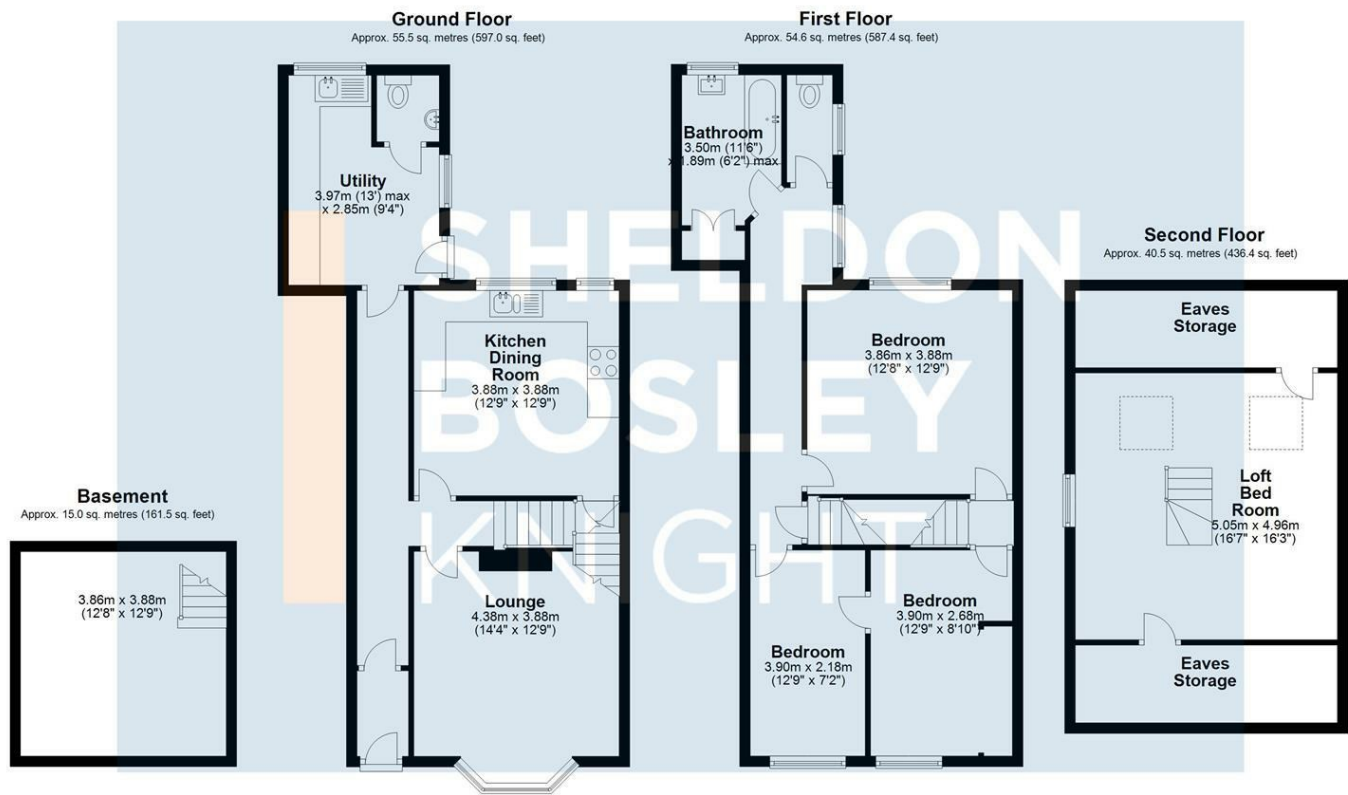 Ground Floor
Approx. 55.5 sq. metres (597.0 sq. feet)
Utility
3.97m (13') max
x 2.85m (9'4")
Kitchen
Dining
Room
3.88m x 3.88m
(12'9" x 12'9")
Lounge
4.38m x 3.88m
(14'4" x 12'9")
First Floor
Approx. 54.6 sq. metres (587.4 sq. feet)
Bathroom
3.50m (11'6")
x 1.89m (6'2") max
Bedroom
3.86m x 3.88m
(12'8" x 12'9")
Bedroom
3.90m x 2.68m
(12'9" x 8'10")
Bedroom
3.90m x 2.18m
(12'9" x 7'2")
Second Floor
Approx. 40.5 sq. metres (436.4 sq. feet)
Eaves
Storage
Loft
Bed
Room
5.05m x 4.96m
(16'7" x 16'3")
Eaves
Storage
Basement
Approx. 15.0 sq. metres (161.5 sq. feet)
3.86m x 3.88m
(12'8" x 12'9")
SHELDON
BOSLEY
KNIGHT